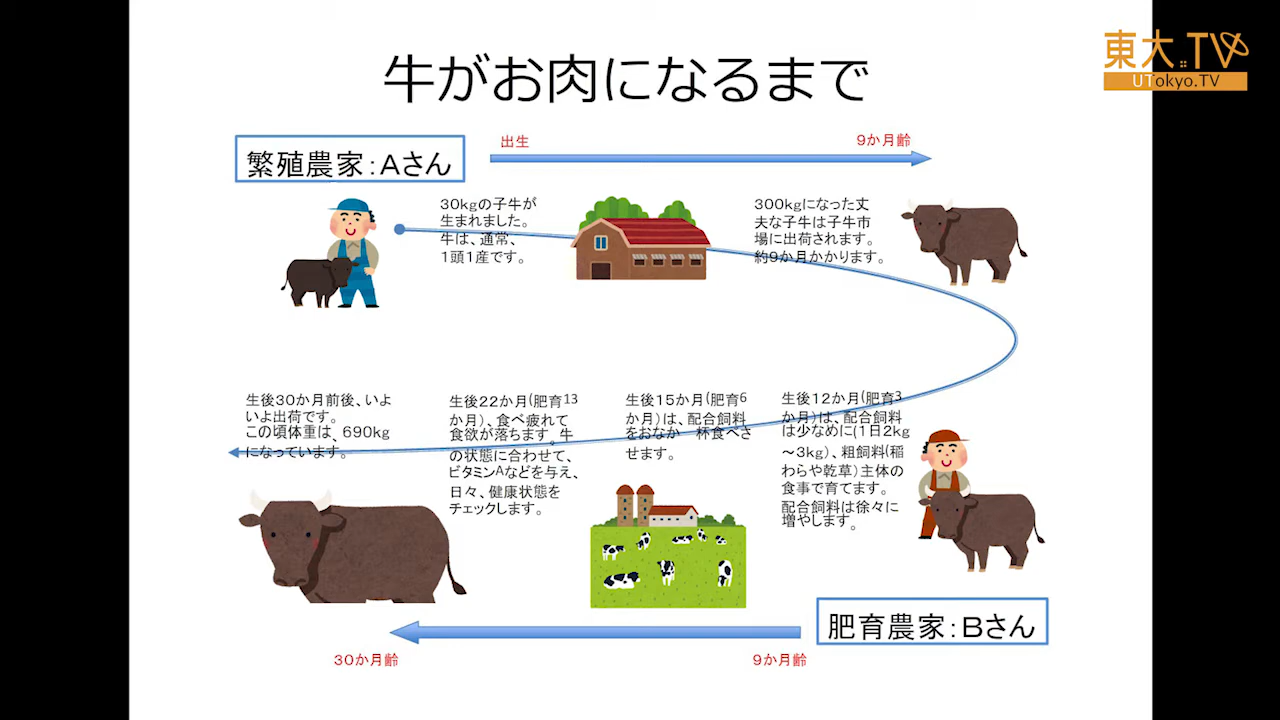 東大TV
UTokyo.TV
牛がお肉になるまで
繁殖農家:Aさん
出生
9か月齢
30kgの子牛が
生まれました。
牛は、通常、
1頭1産です。
300kgになった丈
夫な子牛は子牛市
場に出荷されます。
約9か月かかります。
生後30か月前後、いよ
いよ出荷です。
この頃体重は、690kg
になっています。
生後22か月(肥育13
か月)、食べ疲れて
食欲が落ちます。牛
の状態に合わせて、
ビタミンAなどを与え、
日々、健康状態を
チェックします。
生後15か月(肥育6
か月)は、配合飼料
をおなか 杯食べさ
せます。
生後12か月(肥育3
か月)は、配合飼料
は少なめに(1日2kg
～3kg)、粗飼料(稲
わらや乾草)主体の
食事で育てます。
配合飼料は徐々に
増やします。
肥育農家:Bさん
30か月齢
9か月齢